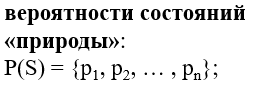 вероятности состояний
«природы»:
P(S) = {p₁, p₂, … , pₙ};